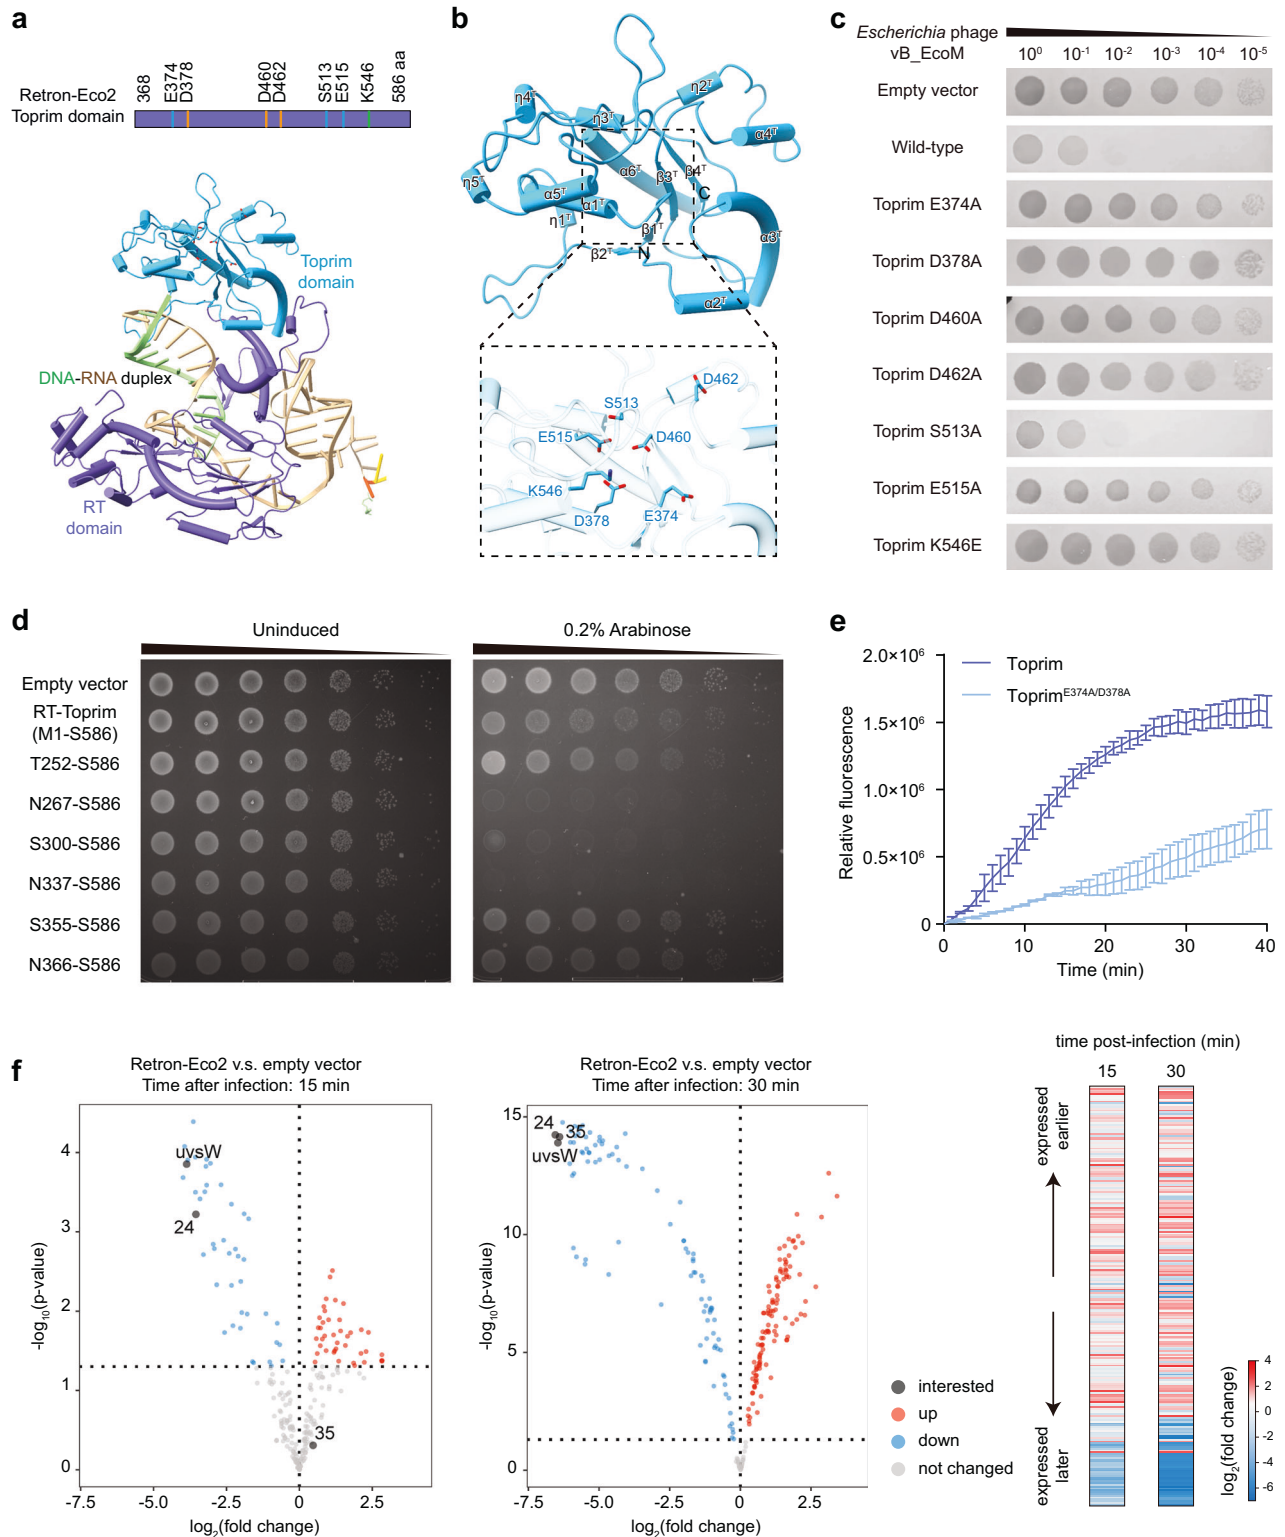 a
368
E374
D378
D460
D462
S513
E515
K546
586 aa
Retron-Eco2
Toprim domain
Toprim
domain
DNA-RNA duplex
RT
domain
b
η4ᵀ
η3ᵀ
η2ᵀ
α4ᵀ
η5ᵀ
α5ᵀ
α6ᵀ
β3ᵀ
β4ᵀ
C
α1ᵀ
η1ᵀ
β1ᵀ
α3ᵀ
β2ᵀ
N
α2ᵀ
D462
S513
E515
D460
K546
D378
E374
c
Escherichia phage
vB_EcoM
10⁰ 10⁻¹ 10⁻² 10⁻³ 10⁻⁴ 10⁻⁵
Empty vector
Wild-type
Toprim E374A
Toprim D378A
Toprim D460A
Toprim D462A
Toprim S513A
Toprim E515A
Toprim K546E
d
Uninduced
0.2% Arabinose
Empty vector
RT-Toprim
(M1-S586)
T252-S586
N267-S586
S300-S586
N337-S586
S355-S586
N366-S586
e
2.0×10⁶
1.5×10⁶
1.0×10⁶
0.5×10⁶
0
Relative fluorescence
Toprim
Toprimᴱ³⁷⁴ᴬ/ᴰ³⁷⁸ᴬ
0 10 20 30 40
Time (min)
f
Retron-Eco2 v.s. empty vector
Time after infection: 15 min
4
3
2
1
0
-log₁₀(p-value)
uvsW
24
35
-7.5 -5.0 -2.5 0 2.5
log₂(fold change)
Retron-Eco2 v.s. empty vector
Time after infection: 30 min
15
10
5
0
-log₁₀(p-value)
24
35
uvsW
-7.5 -5.0 -2.5 0 2.5
log₂(fold change)
interested
up
down
not changed
time post-infection (min)
15 30
expressed
earlier
expressed
later
log₂(fold change)
4
2
0
-2
-4
-6